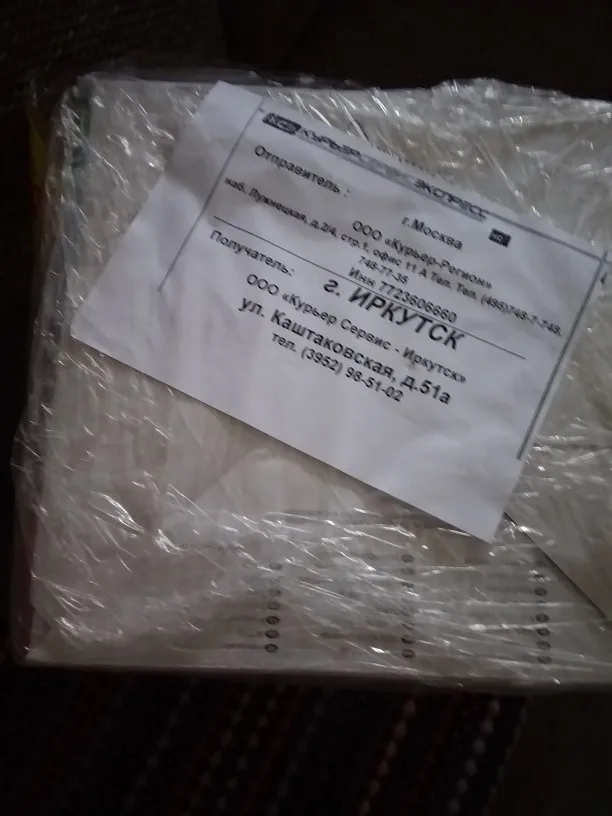 КСЭ КУРЬЕР СЕРВИС ЭКСПРЕСС
Отправитель :
г.Москва
ООО «Курьер-Регион»
наб. Лужнецкая, д.2/4, стр.1, офис 11 А Тел. Тел. (495)748-7-748,
748-77-35
Инн 7723606660
Получатель:
г. ИРКУТСК
ООО «Курьер Сервис - Иркутск»
ул. Каштаковская, д.51а
тел. (3952) 98-51-02